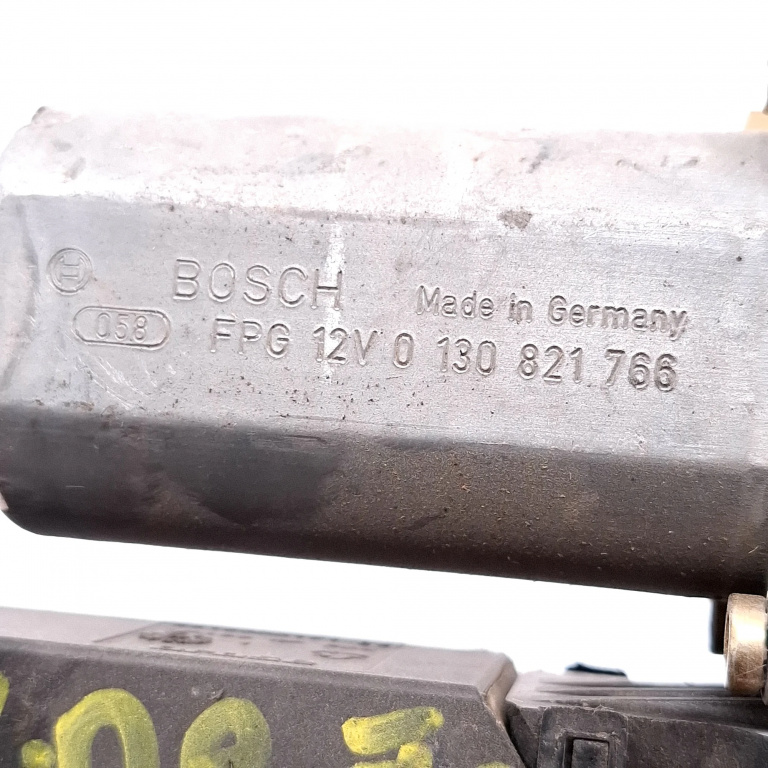 BOSCH Made in Germany
058 FPG 12V 0 130 821 766